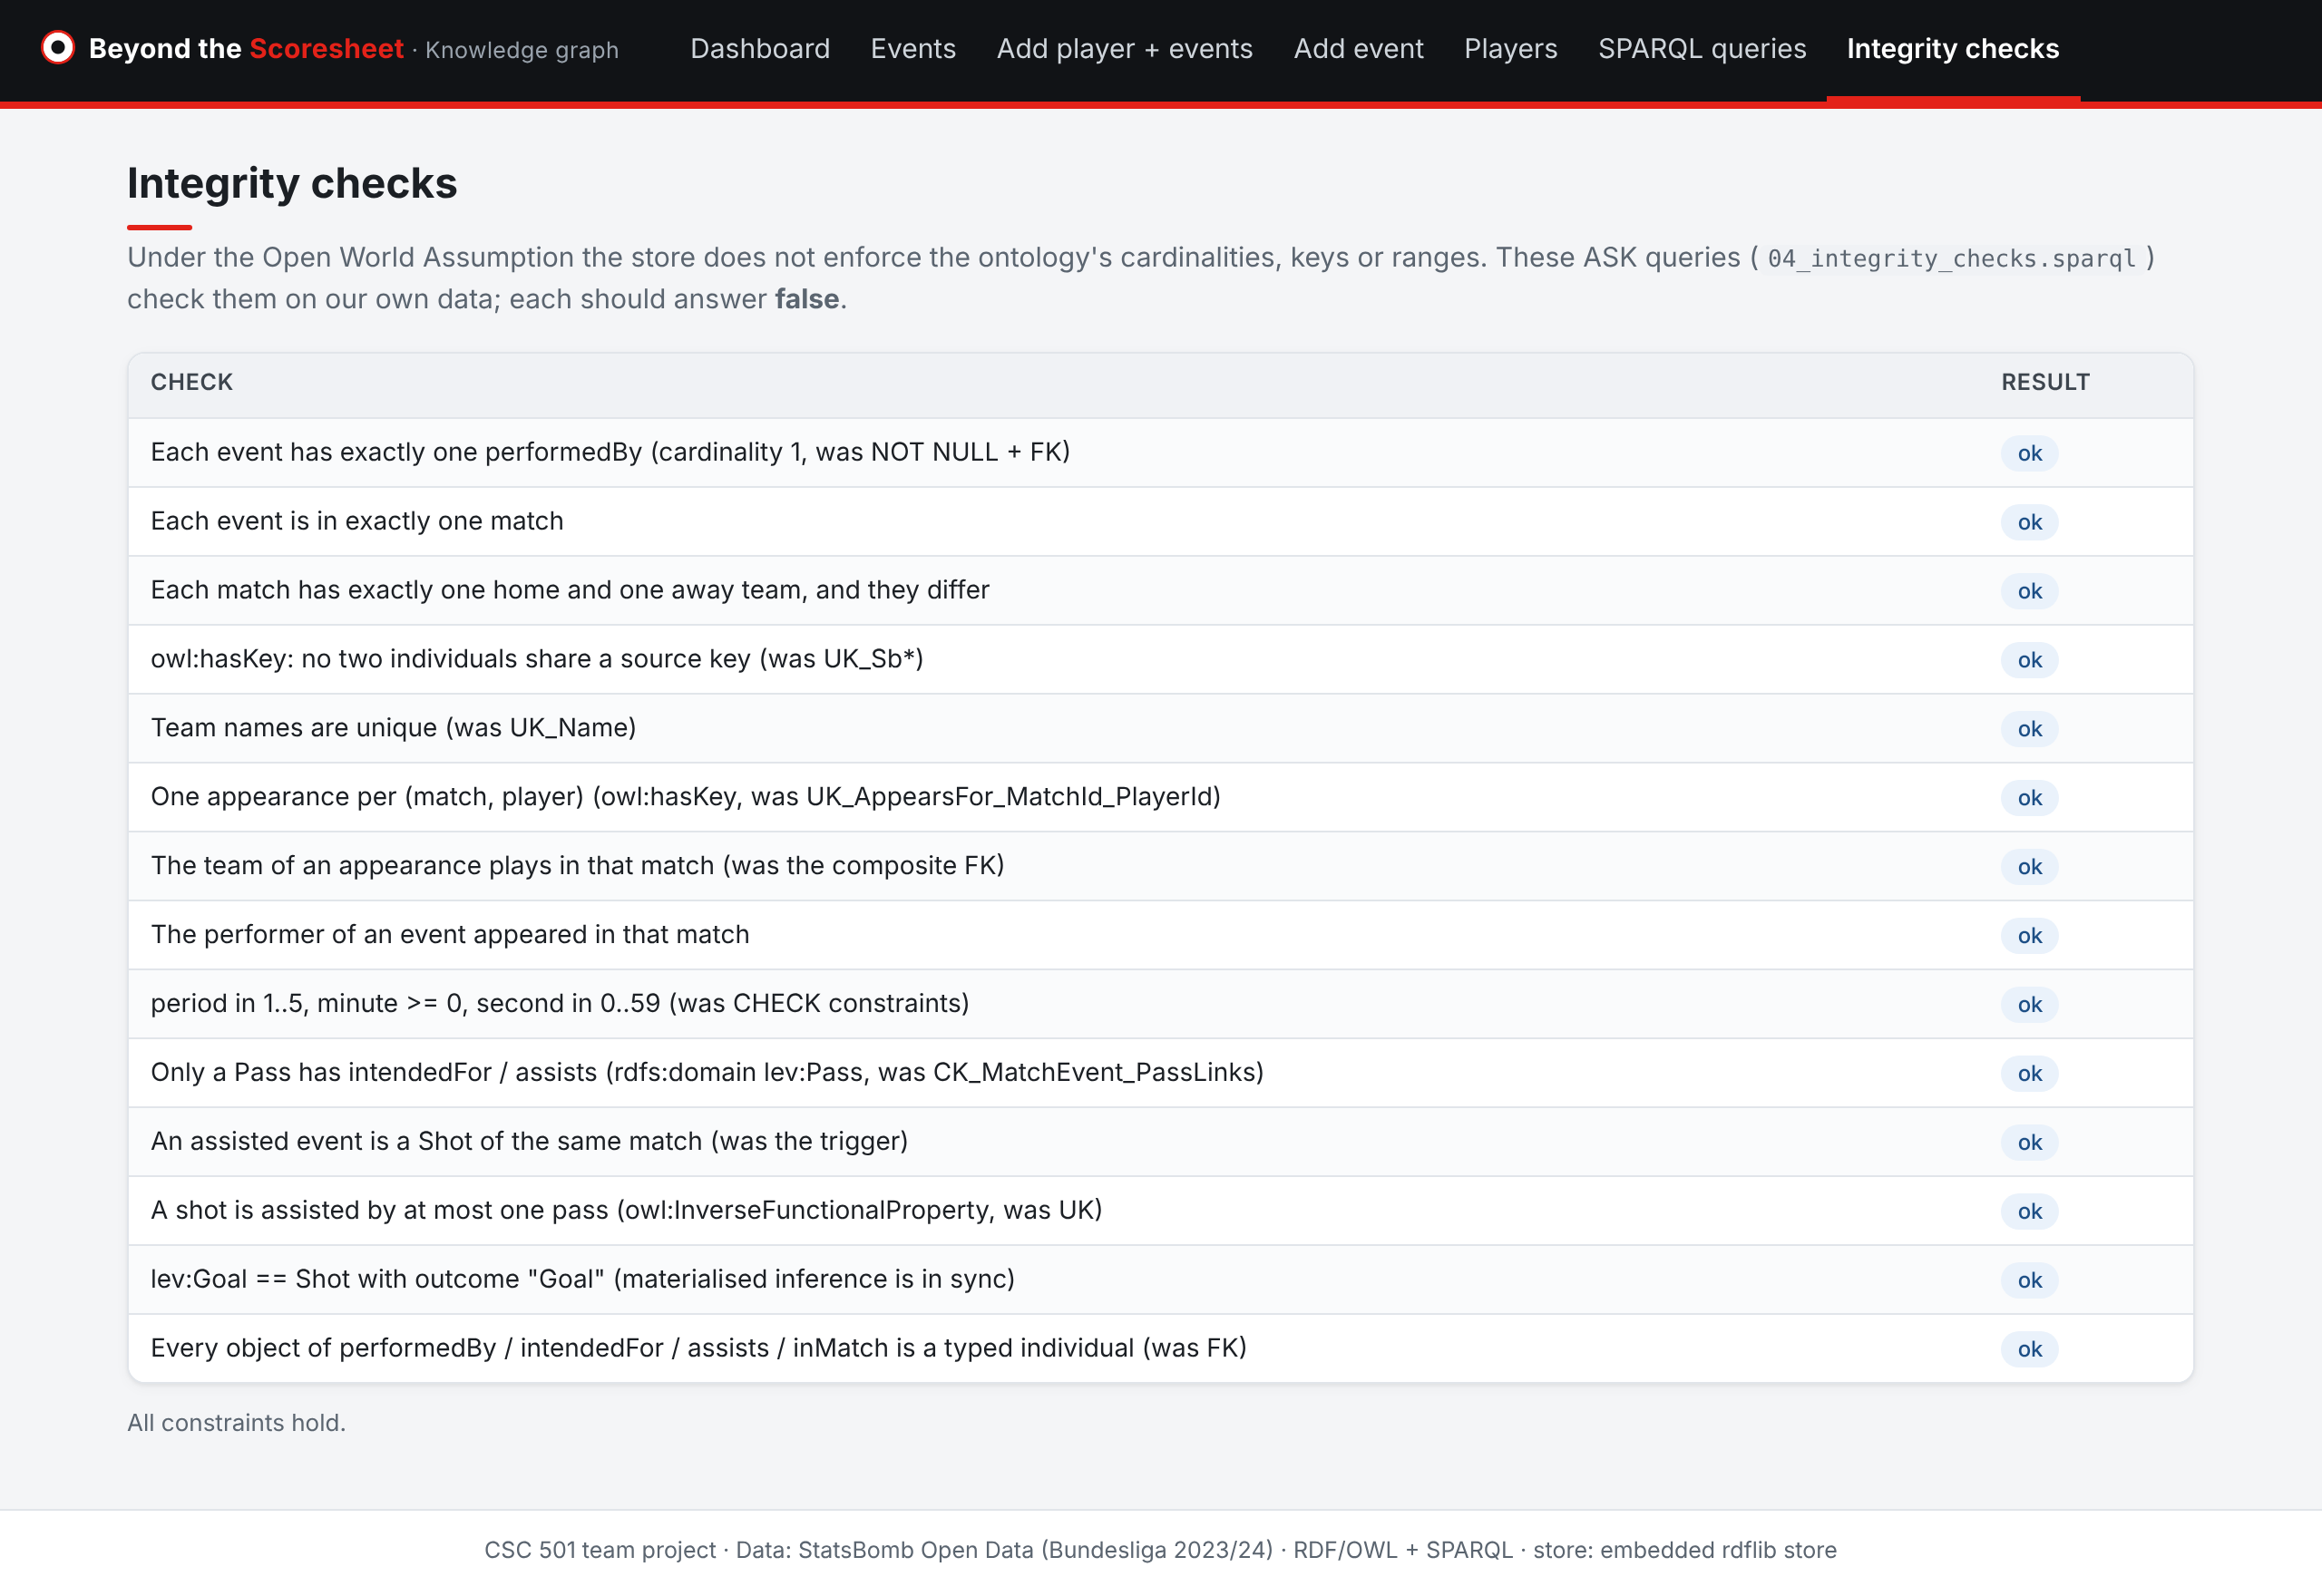 Beyond the Scoresheet · Knowledge graph Dashboard Events Add player + events Add event Players SPARQL queries Integrity checks
Integrity checks
Under the Open World Assumption the store does not enforce the ontology's cardinalities, keys or ranges. These ASK queries ( 04_integrity_checks.sparql )
check them on our own data; each should answer false.
CHECK RESULT
Each event has exactly one performedBy (cardinality 1, was NOT NULL + FK) ok
Each event is in exactly one match ok
Each match has exactly one home and one away team, and they differ ok
owl:hasKey: no two individuals share a source key (was UK_Sb*) ok
Team names are unique (was UK_Name) ok
One appearance per (match, player) (owl:hasKey, was UK_AppearsFor_MatchId_PlayerId) ok
The team of an appearance plays in that match (was the composite FK) ok
The performer of an event appeared in that match ok
period in 1..5, minute >= 0, second in 0..59 (was CHECK constraints) ok
Only a Pass has intendedFor / assists (rdfs:domain lev:Pass, was CK_MatchEvent_PassLinks) ok
An assisted event is a Shot of the same match (was the trigger) ok
A shot is assisted by at most one pass (owl:InverseFunctionalProperty, was UK) ok
lev:Goal == Shot with outcome "Goal" (materialised inference is in sync) ok
Every object of performedBy / intendedFor / assists / inMatch is a typed individual (was FK) ok
All constraints hold.
CSC 501 team project · Data: StatsBomb Open Data (Bundesliga 2023/24) · RDF/OWL + SPARQL · store: embedded rdflib store